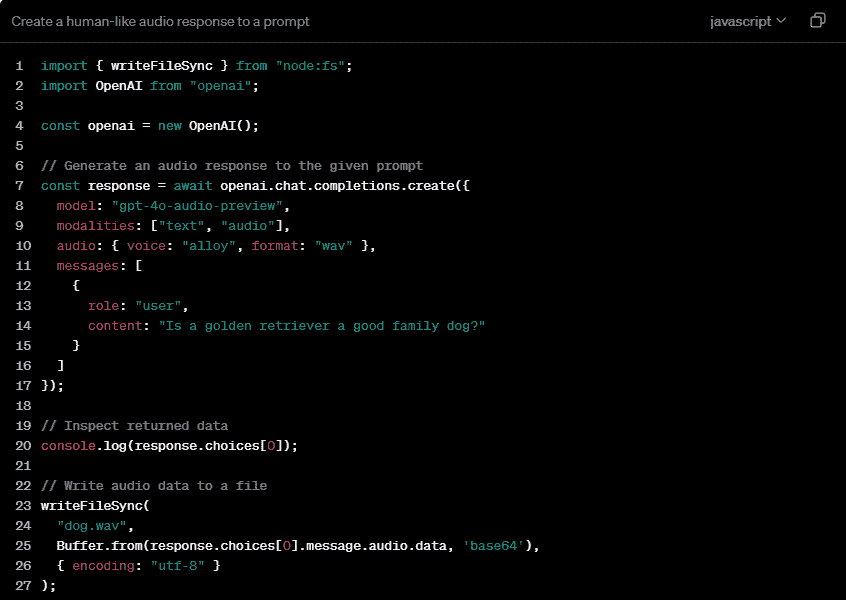 Create a human-like audio response to a prompt
javascript
1 import { writeFileSync } from "node:fs";
2 import OpenAI from "openai";
3
4 const openai = new OpenAI();
5
6 // Generate an audio response to the given prompt
7 const response = await openai.chat.completions.create({
8   model: "gpt-4o-audio-preview",
9   modalities: ["text", "audio"],
10   audio: { voice: "alloy", format: "wav" },
11   messages: [
12     {
13       role: "user",
14       content: "Is a golden retriever a good family dog?"
15     }
16   ]
17 });
18
19 // Inspect returned data
20 console.log(response.choices[0]);
21
22 // Write audio data to a file
23 writeFileSync(
24   "dog.wav",
25   Buffer.from(response.choices[0].message.audio.data, 'base64'),
26   { encoding: "utf-8" }
27 );